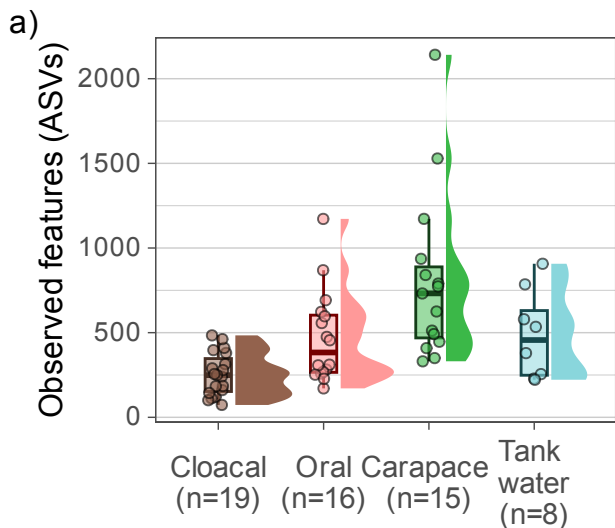 a)
Observed features (ASVs)
2000
1500
1000
500
0
Cloacal
(n=19)
Oral
(n=16)
Carapace
(n=15)
Tank
water
(n=8)